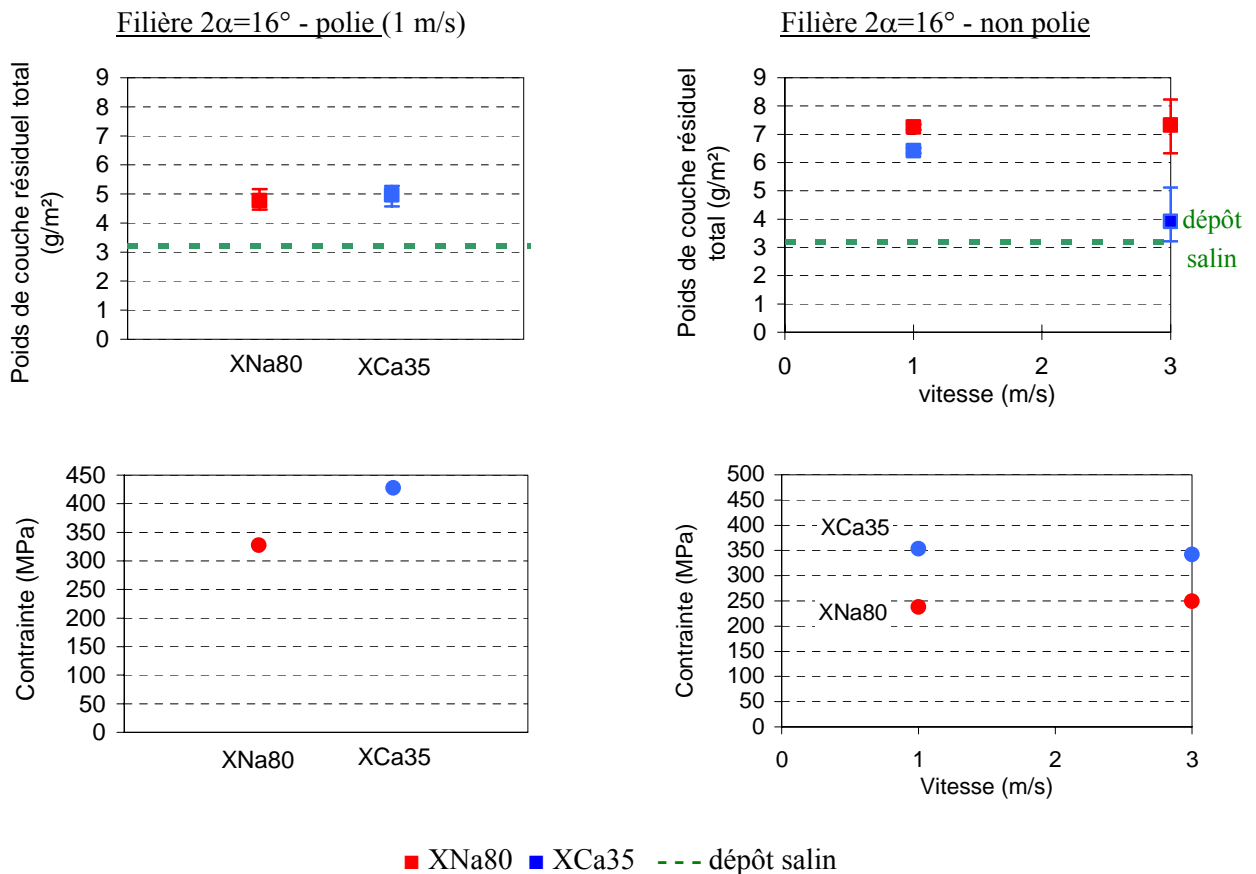 Filière 2α=16° - polie (1 m/s)
Filière 2α=16° - non polie
Poids de couche résiduel total
(g/m²)
9
8
7
6
5
4
3
2
1
0
XNa80
XCa35
Poids de couche résiduel
total (g/m²)
9
8
7
6
5
4
3
2
1
0
0
1
2
3
vitesse (m/s)
dépôt
salin
Contrainte (MPa)
450
400
350
300
250
200
150
100
50
0
XNa80
XCa35
Contrainte (MPa)
500
450
400
350
300
250
200
150
100
50
0
XCa35
XNa80
0
1
2
3
Vitesse (m/s)
XNa80 XCa35 --- dépôt salin